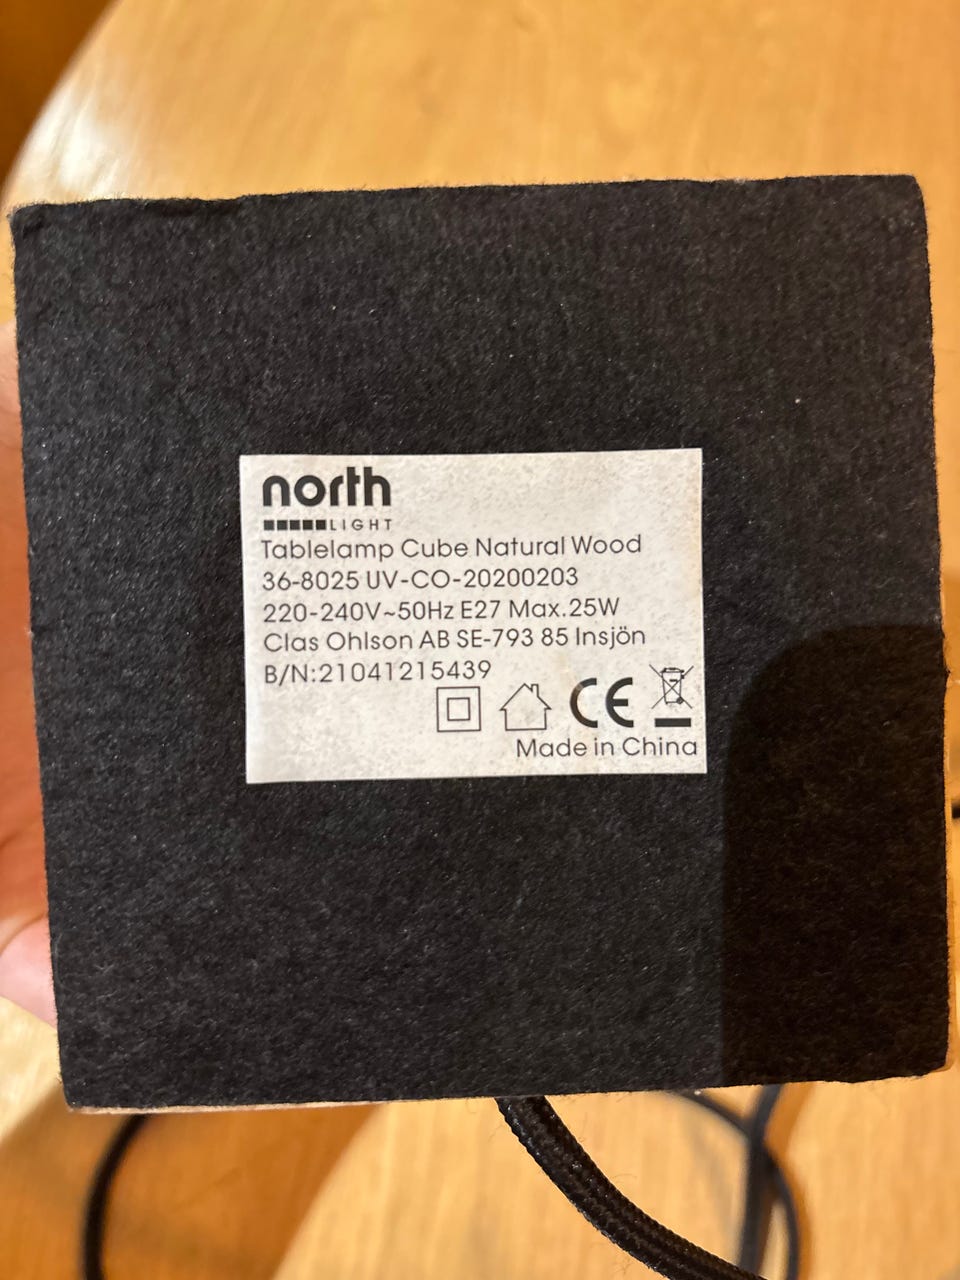 north
LIGHT
Tablelamp Cube Natural Wood
36-8025 UV-CO-20200203
220-240V~50Hz E27 Max.25W
Clas Ohlson AB SE-793 85 Insjön
B/N:21041215439
CE
Made in China